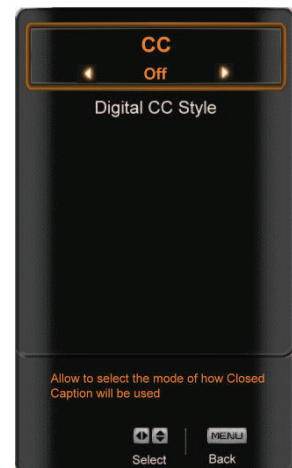 CC
Off
Digital CC Style
Allow to select the mode of how Closed
Caption will be used
MENU
Select
Back